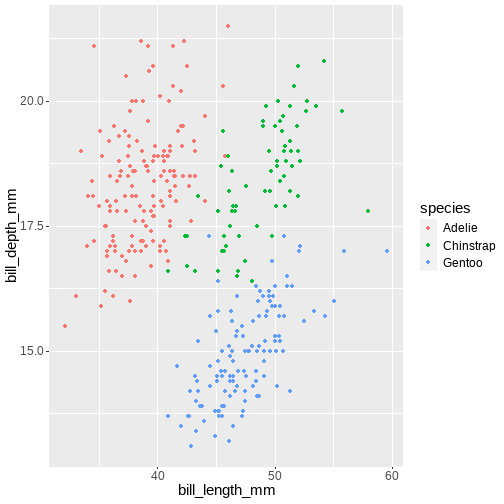 20.0
17.5
15.0
bill_depth_mm
40
50
60
bill_length_mm
species
Adelie
Chinstrap
Gentoo